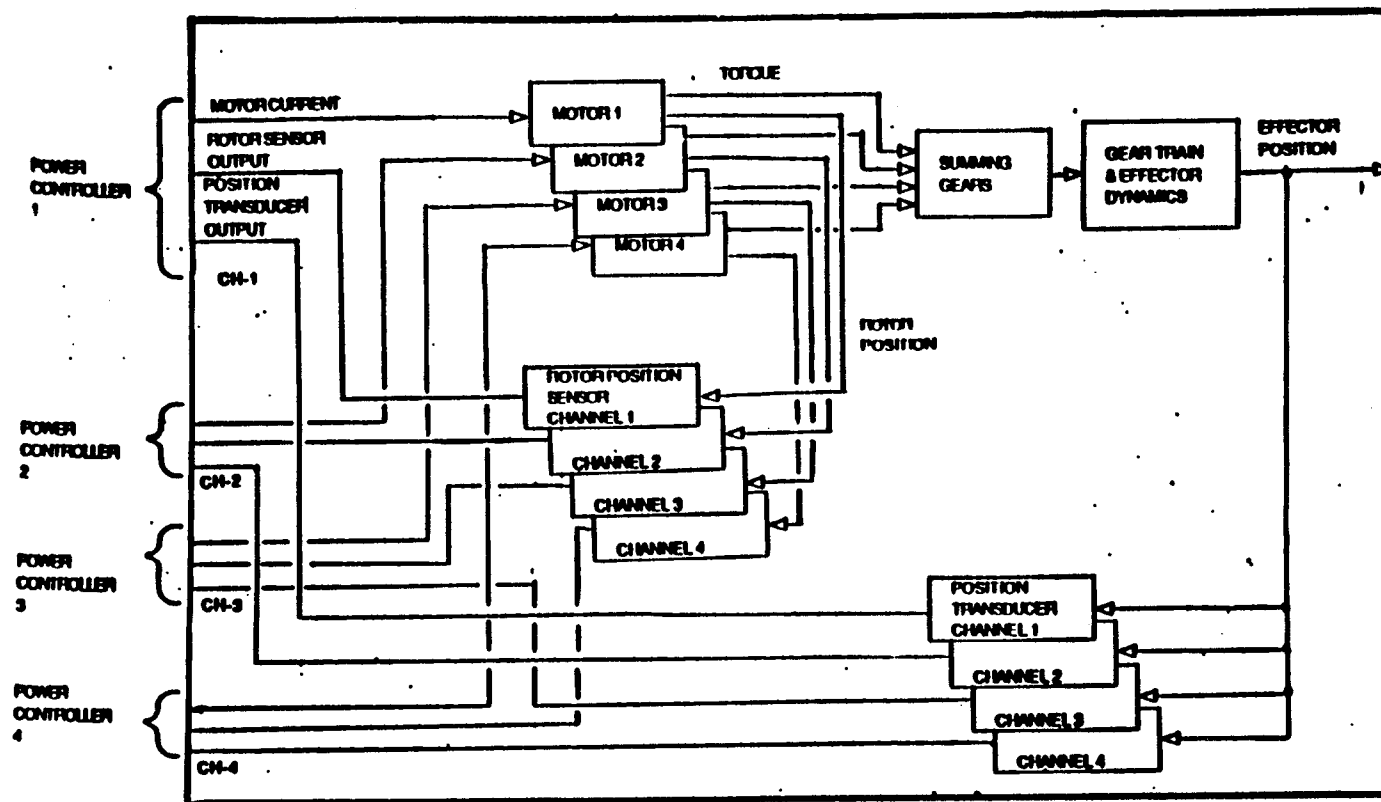 TORQUE
MOTOR CURRENT
ROTOR SENSOR
OUTPUT
POSITION
TRANSDUCER
OUTPUT
CH-1
POWER
CONTROLLER
1
MOTOR 1
MOTOR 2
MOTOR 3
MOTOR 4
SUMMING
GEARS
GEAR TRAIN
& EFFECTOR
DYNAMICS
EFFECTOR
POSITION
ROTOR
POSITION
ROTOR POSITION
SENSOR
CHANNEL 1
CHANNEL 2
CHANNEL 3
CHANNEL 4
POWER
CONTROLLER
2
CH-2
POWER
CONTROLLER
3
CH-3
POSITION
TRANSDUCER
CHANNEL 1
CHANNEL 2
CHANNEL 3
CHANNEL 4
POWER
CONTROLLER
4
CH-4